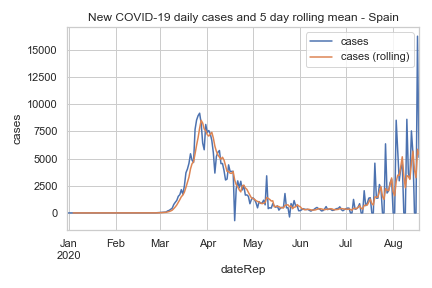 New COVID-19 daily cases and 5 day rolling mean - Spain
cases
cases (rolling)
15000
12500
10000
7500
5000
2500
0
cases
Jan Feb Mar Apr May Jun Jul Aug
2020
dateRep